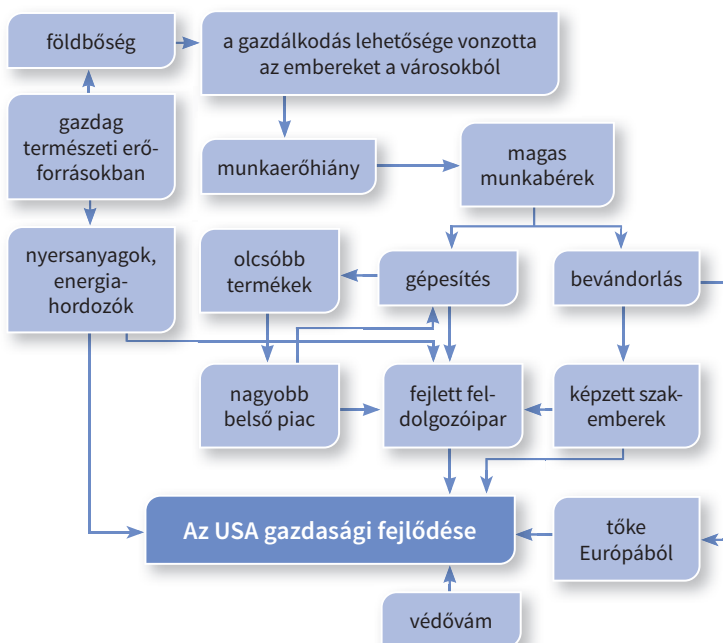 földbőség
a gazdálkodás lehetősége vonzotta
az embereket a városokból
gazdag
természeti erő-
forrásokban
munkaerőhiány
magas
munkabérek
nyersanyagok,
energia-
hordozók
olcsóbb
termékek
gépesítés
bevándorlás
nagyobb
belső piac
fejlett fel-
dolgozóipar
képzett szak-
emberek
Az USA gazdasági fejlődése
tőke
Európából
védővám